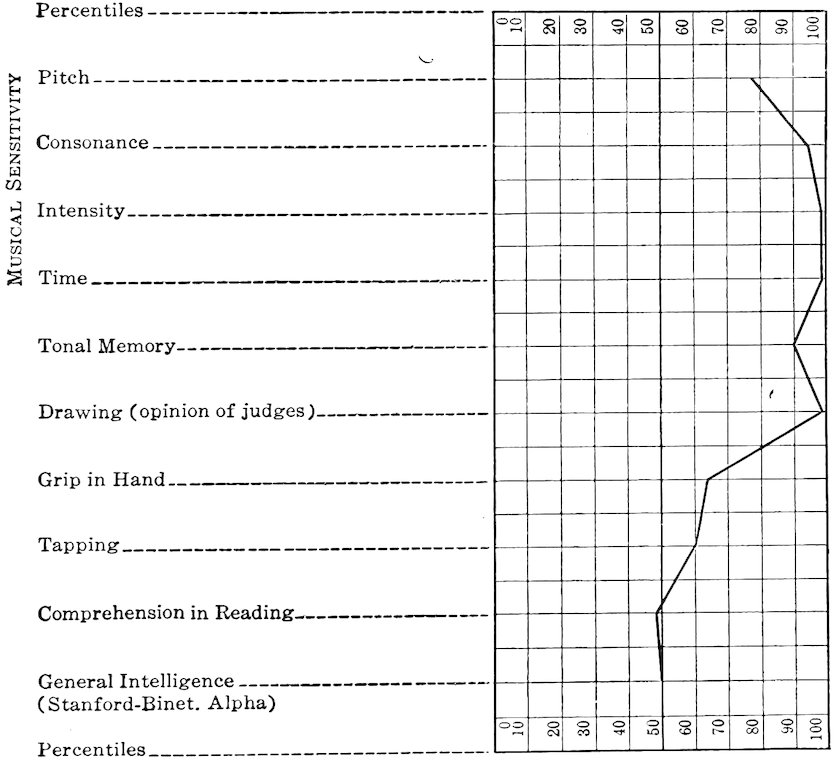 Percentiles
0 10 20 30 40 50 60 70 80 90 100
MUSICAL SENSITIVITY
Pitch
Consonance
Intensity
Time
Tonal Memory
Drawing (opinion of judges)
Grip in Hand
Tapping
Comprehension in Reading
General Intelligence
(Stanford-Binet. Alpha)
0 10 20 30 40 50 60 70 80 90 100
Percentiles